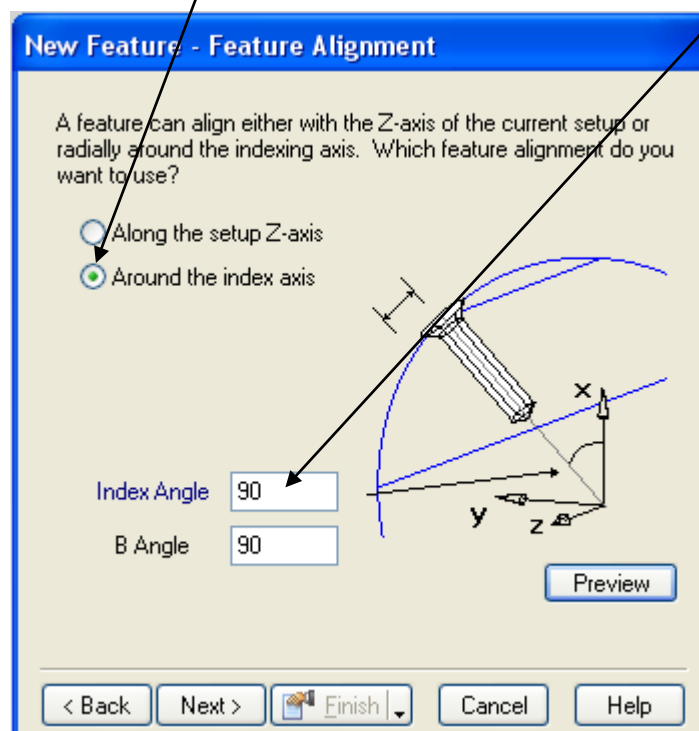 New Feature - Feature Alignment
A feature can align either with the Z-axis of the current setup or
radially around the indexing axis.  Which feature alignment do you
want to use?
Along the setup Z-axis
Around the index axis
x
y
z
Index Angle 90
B Angle 90
Preview
< Back Next > Finish Cancel Help